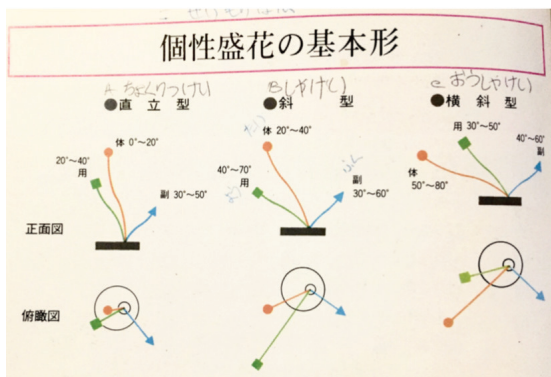 個性盛花の基本形
A ちょくりつけい
●直立型
体 0°~20°
20°~40°
用
副 30°~50°
B しゃけい
●斜型
体 20°~40°
40°~70°
用
副
30°~60°
C おうしゃけい
●横斜型
用 30°~50°
40°~60°
副
体
50°~80°
正面図
俯瞰図